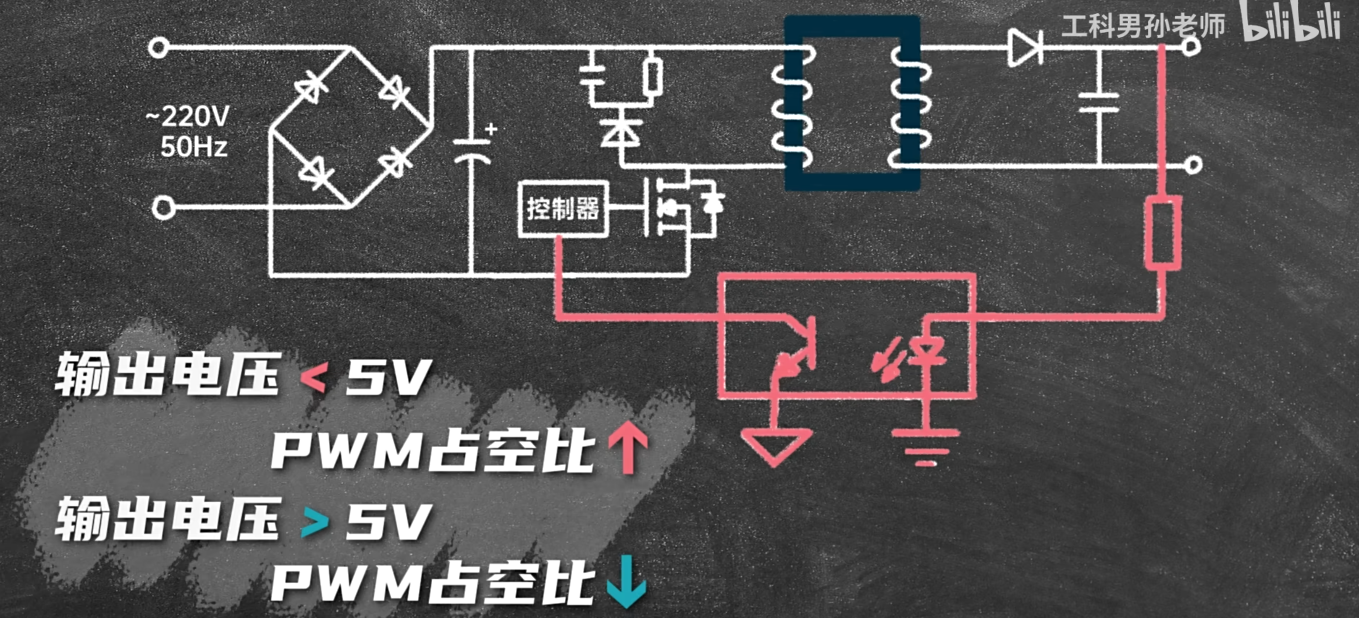 工科男孙老师 bilibili
~220V
50Hz
+
控制器
输出电压 < 5V
PWM占空比↑
输出电压 > 5V
PWM占空比↓